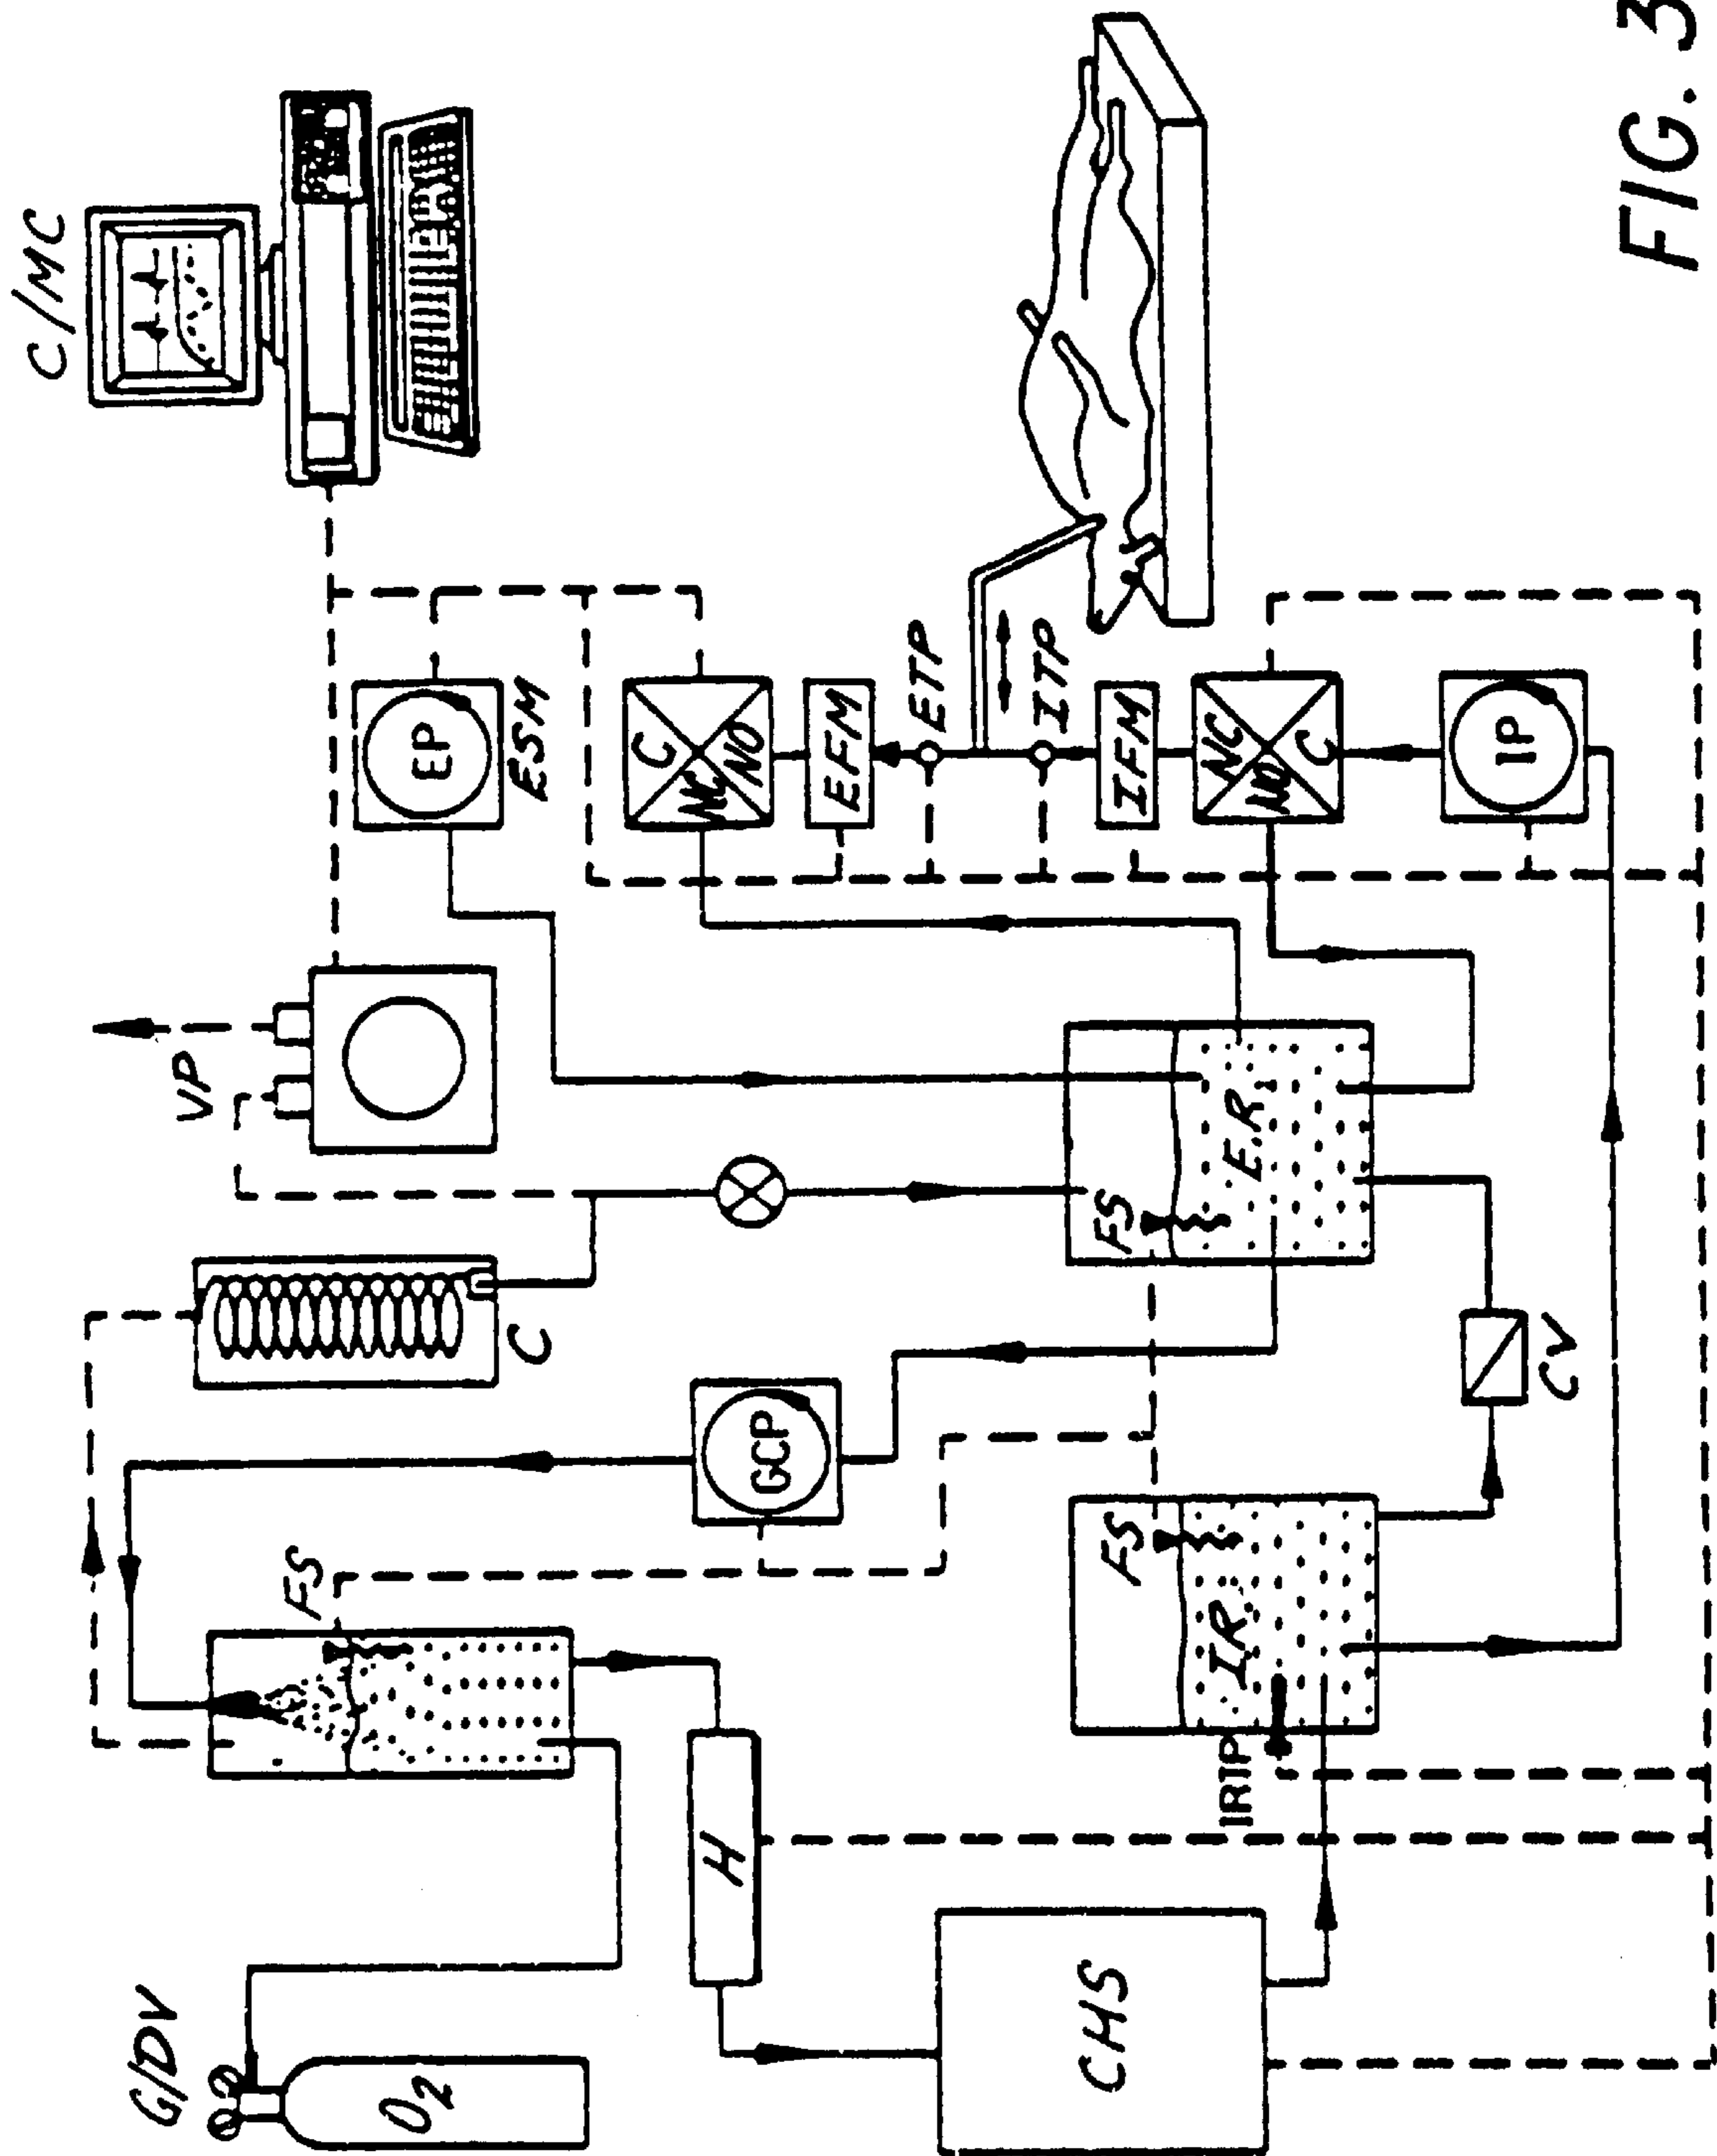 C/MC
VP
EP
ESM
C
NC
NO
EFM
ETP
ITP
IFM
NC
NO
C
IP
C
GCP
FS
FS
E.R.
FS
IR
IRTP
CV
H
G/DV
O2
CHS
FIG. 3